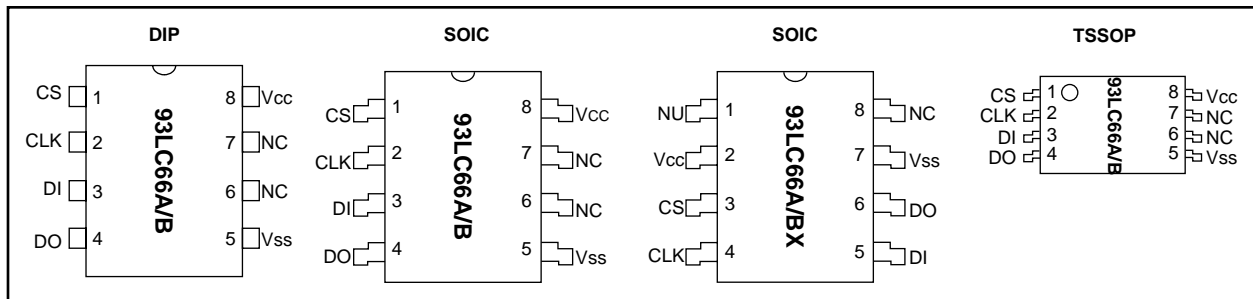 DIP
CS 1 8 Vcc
CLK 2 7 NC
DI 3 6 NC
DO 4 5 Vss
93LC66A/B
SOIC
CS 1 8 Vcc
CLK 2 7 NC
DI 3 6 NC
DO 4 5 Vss
93LC66A/B
SOIC
NU 1 8 NC
Vcc 2 7 Vss
CS 3 6 DO
CLK 4 5 DI
93LC66A/BX
TSSOP
CS 1 8 Vcc
CLK 2 7 NC
DI 3 6 NC
DO 4 5 Vss
93LC66A/B